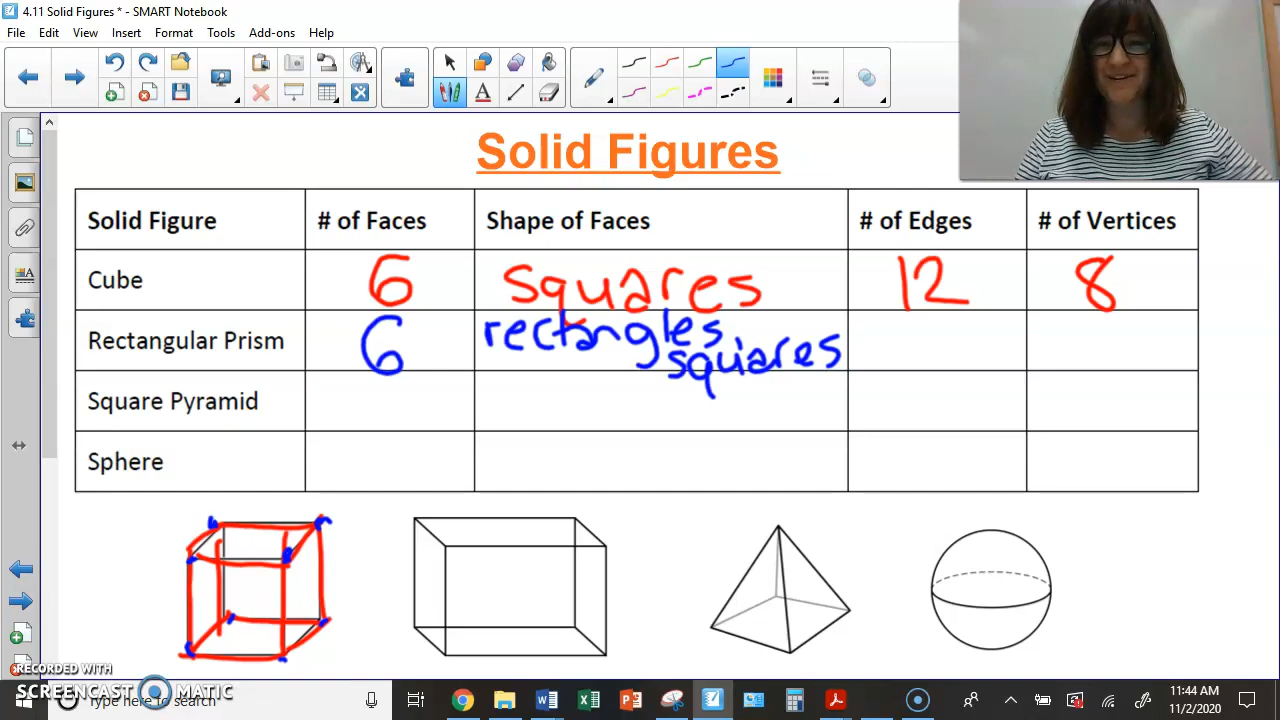 4.11 Solid Figures * - SMART Notebook
File Edit View Insert Format Tools Add-ons Help
Solid Figures
Solid Figure # of Faces Shape of Faces # of Edges # of Vertices
Cube 6 squares 12 8
Rectangular Prism 6 rectangles
squares
Square Pyramid
Sphere
RECORDED WITH
SCREENCAST MATIC
Type here to search
11:44 AM
11/2/2020